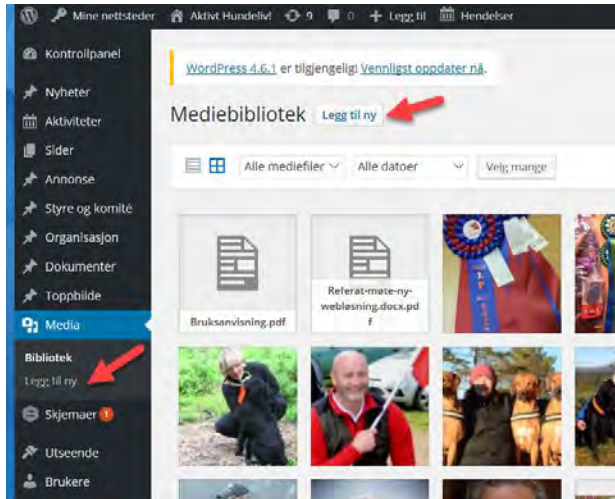 Mine nettsteder Aktivt Hundeliv! 9 0 + Legg til Hendelser
Kontrollpanel
WordPress 4.6.1 er tilgjengelig! Vennligst oppdater nå.
Nyheter
Mediebibliotek Legg til ny
Aktiviteter
Sider
Alle mediefiler Alle datoer Velg mange
Annonse
Styre og komité
Organisasjon
Dokumenter
Toppbilde
Referat-møte-ny-
webløsning.docx.pd
f
Bruksanvisning.pdf
Media
Bibliotek
Legg til ny
Skjemaer 1
Utseende
Brukere